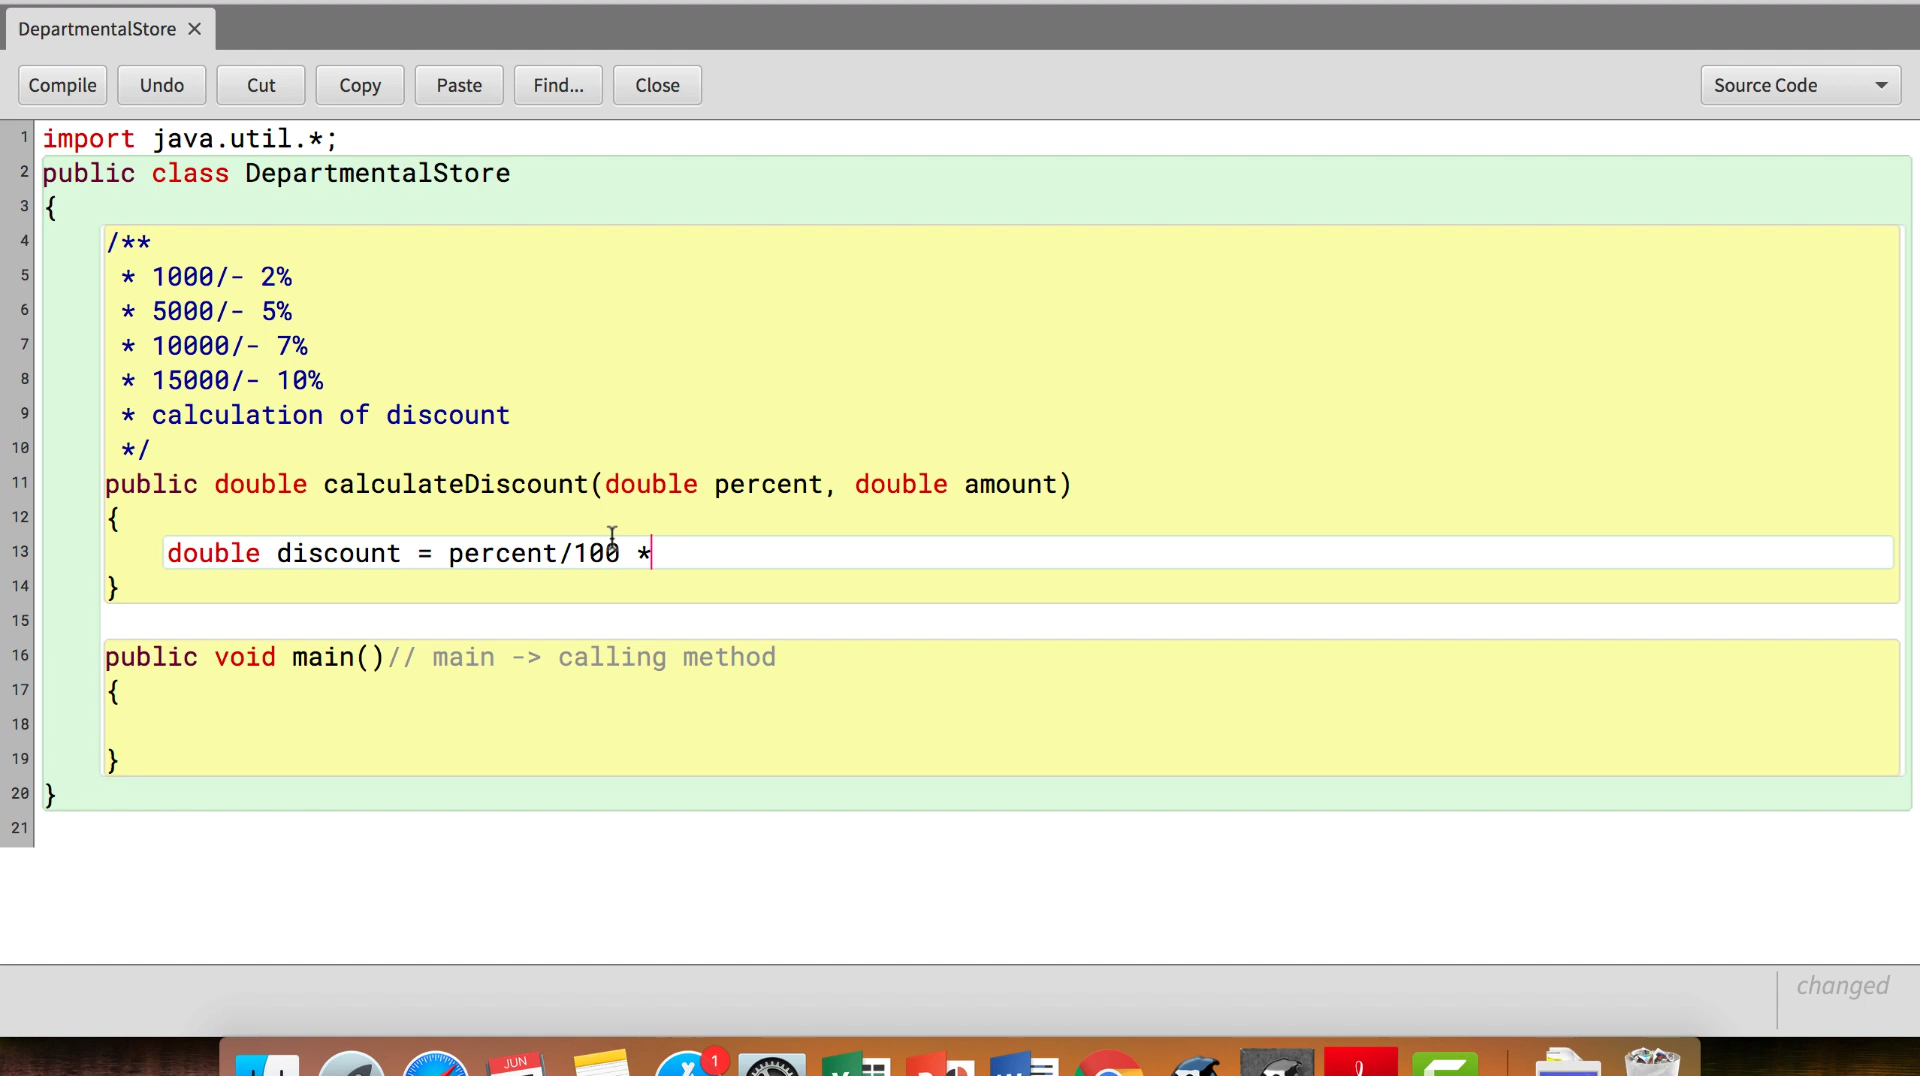 DepartmentalStore ×
Compile Undo Cut Copy Paste Find... Close Source Code
1 import java.util.*;
2 public class DepartmentalStore
3 {
4 /**
5 * 1000/- 2%
6 * 5000/- 5%
7 * 10000/- 7%
8 * 15000/- 10%
9 * calculation of discount
10 */
11 public double calculateDiscount(double percent, double amount)
12 {
13 double discount = percent/100 *
14 }
15
16 public void main()// main -> calling method
17 {
18
19 }
20 }
21
changed
JUN 1